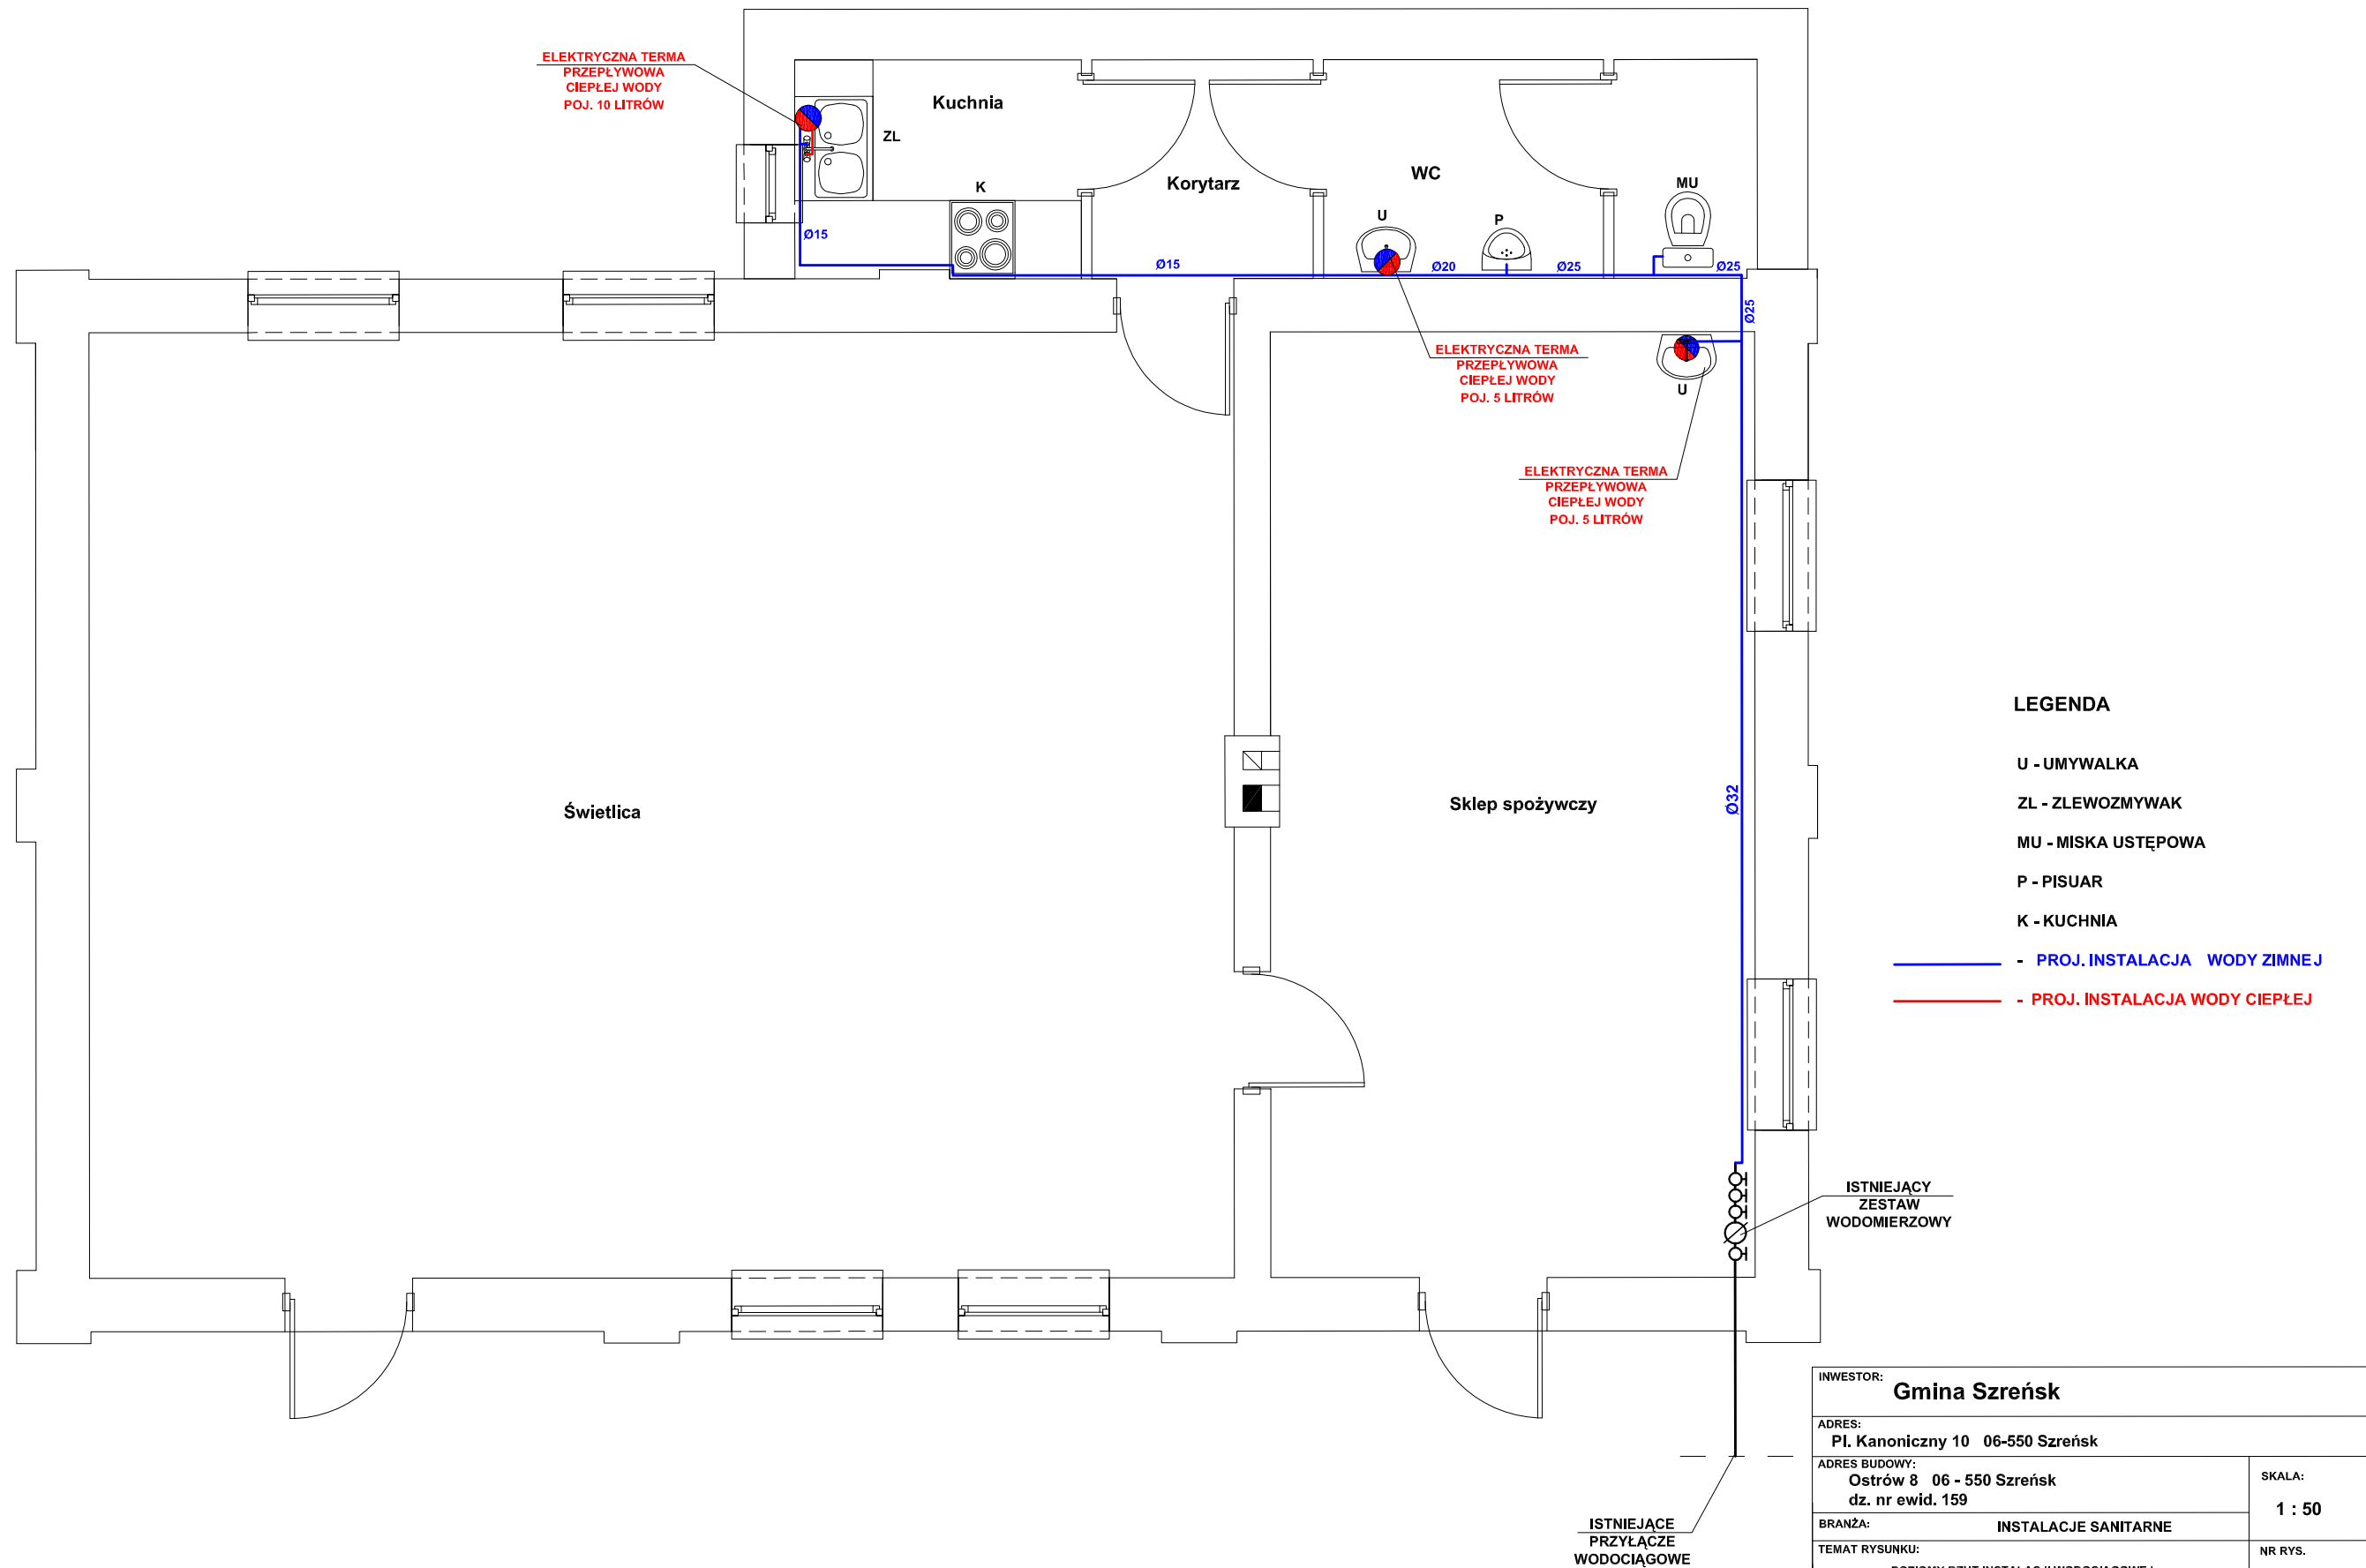 ELEKTRYCZNA TERMA
PRZEPŁYWOWA
CIEPŁEJ WODY
POJ. 10 LITRÓW
Kuchnia
ZL
K
Korytarz
WC
MU
U
P
Ø15
Ø15
Ø20
Ø25
Ø25
Ø25
ELEKTRYCZNA TERMA
PRZEPŁYWOWA
CIEPŁEJ WODY
POJ. 5 LITRÓW
U
ELEKTRYCZNA TERMA
PRZEPŁYWOWA
CIEPŁEJ WODY
POJ. 5 LITRÓW
Świetlica
Sklep spożywczy
Ø32
LEGENDA
U - UMYWALKA
ZL - ZLEWOZMYWAK
MU - MISKA USTĘPOWA
P - PISUAR
K - KUCHNIA
- PROJ. INSTALACJA WODY ZIMNEJ
- PROJ. INSTALACJA WODY CIEPŁEJ
ISTNIEJĄCY
ZESTAW
WODOMIERZOWY
ISTNIEJĄCE
PRZYŁĄCZE
WODOCIĄGOWE
INWESTOR:
Gmina Szreńsk
ADRES:
Pl. Kanoniczny 10 06-550 Szreńsk
ADRES BUDOWY:
Ostrów 8 06 - 550 Szreńsk
dz. nr ewid. 159
SKALA:
1 : 50
BRANŻA:
INSTALACJE SANITARNE
TEMAT RYSUNKU:
NR RYS.